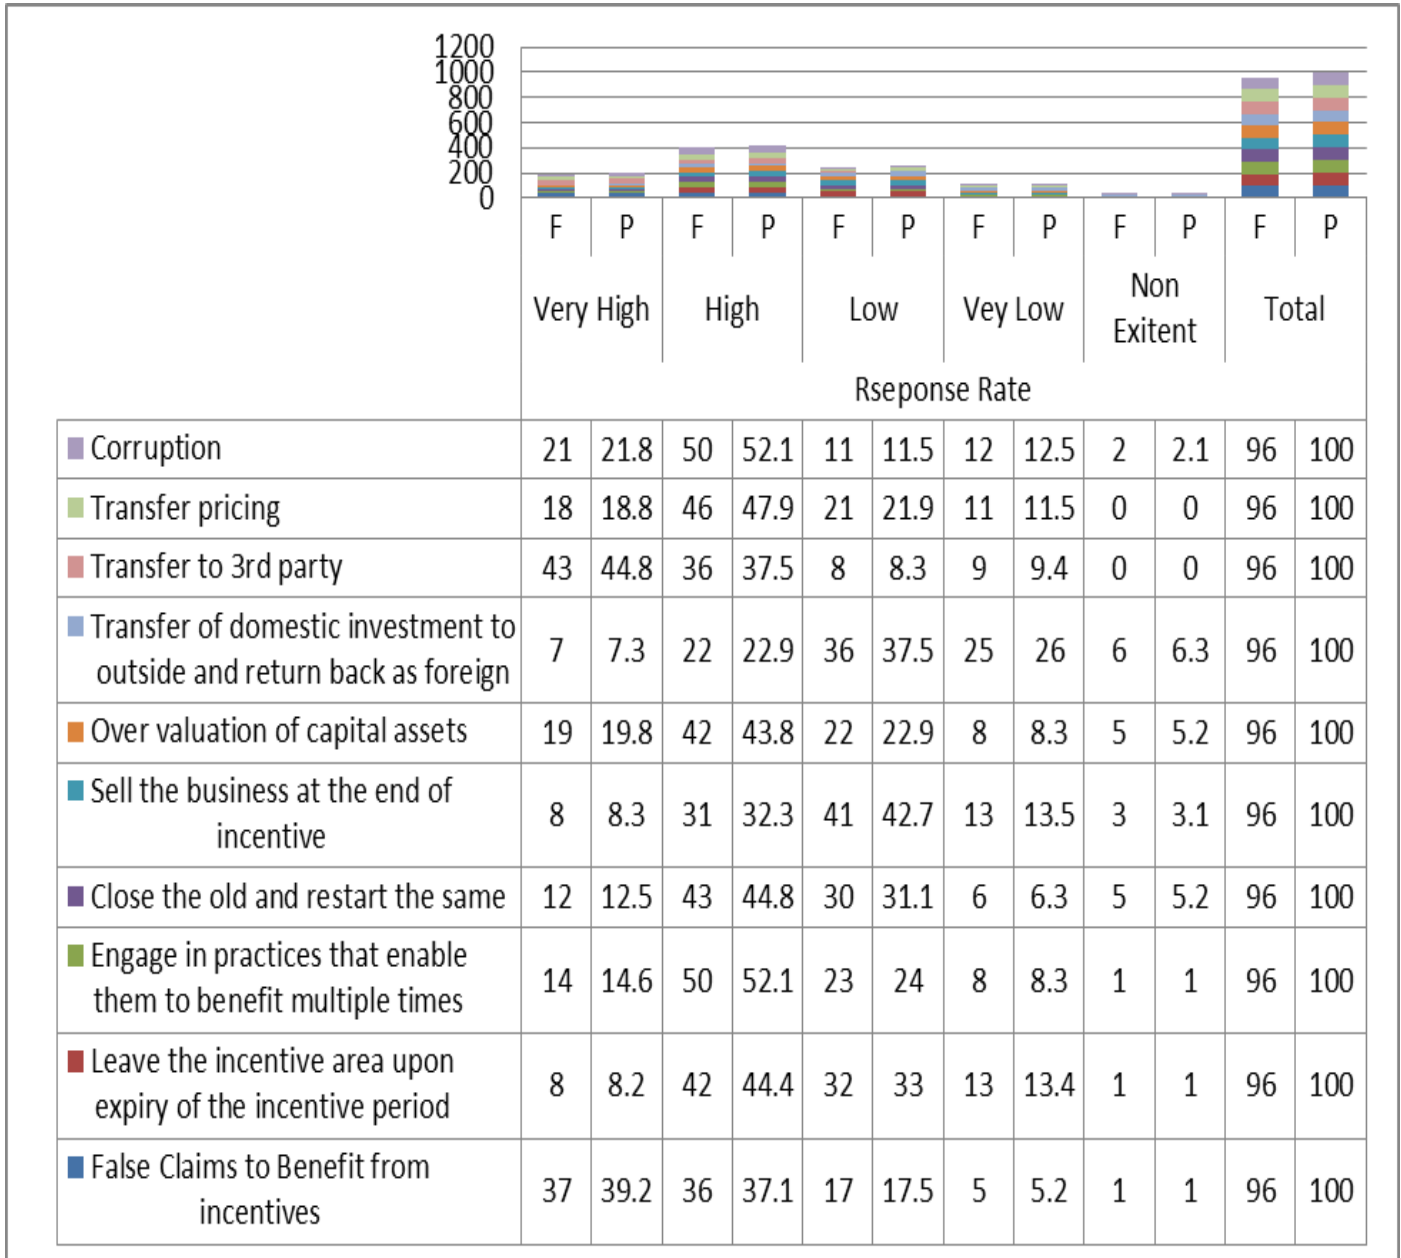 1200
1000
800
600
400
200
0
F P F P F P F P F P F P
Very High High Low Vey Low Non Exitent Total
Rseponse Rate
Corruption 21 21.8 50 52.1 11 11.5 12 12.5 2 2.1 96 100
Transfer pricing 18 18.8 46 47.9 21 21.9 11 11.5 0 0 96 100
Transfer to 3rd party 43 44.8 36 37.5 8 8.3 9 9.4 0 0 96 100
Transfer of domestic investment to
outside and return back as foreign 7 7.3 22 22.9 36 37.5 25 26 6 6.3 96 100
Over valuation of capital assets 19 19.8 42 43.8 22 22.9 8 8.3 5 5.2 96 100
Sell the business at the end of
incentive 8 8.3 31 32.3 41 42.7 13 13.5 3 3.1 96 100
Close the old and restart the same 12 12.5 43 44.8 30 31.1 6 6.3 5 5.2 96 100
Engage in practices that enable
them to benefit multiple times 14 14.6 50 52.1 23 24 8 8.3 1 1 96 100
Leave the incentive area upon
expiry of the incentive period 8 8.2 42 44.4 32 33 13 13.4 1 1 96 100
False Claims to Benefit from
incentives 37 39.2 36 37.1 17 17.5 5 5.2 1 1 96 100